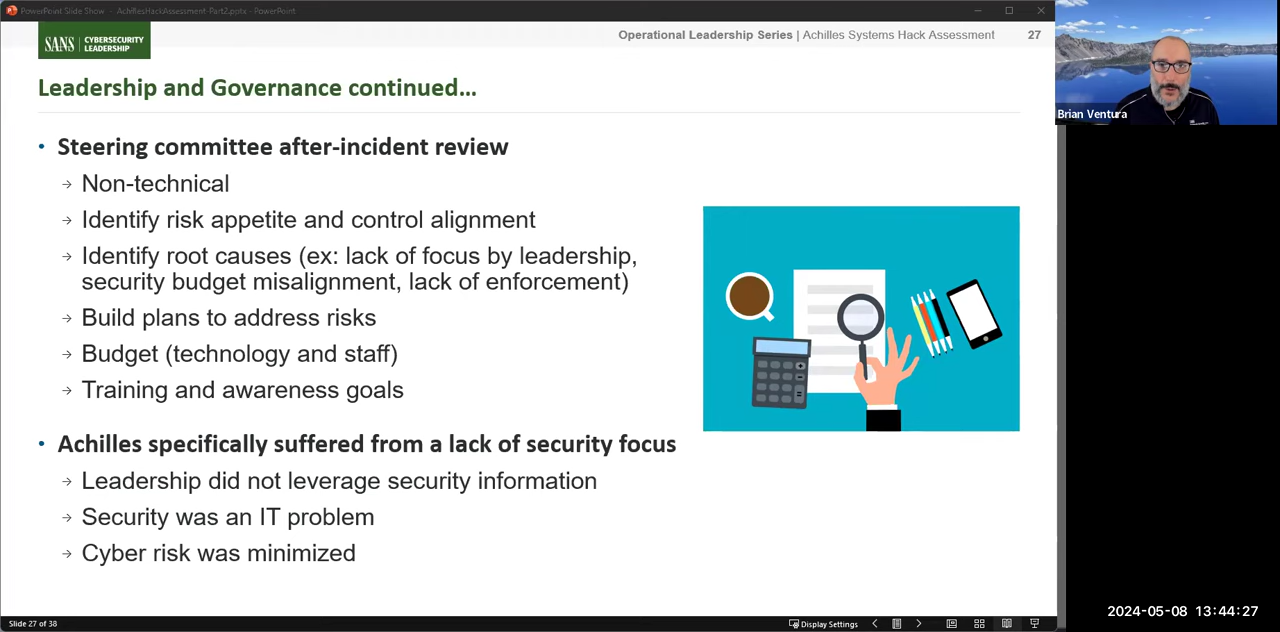 PowerPoint Slide Show - AchillesHackAssessment-Part2.pptx - PowerPoint
SANS | CYBERSECURITY
LEADERSHIP
Operational Leadership Series | Achilles Systems Hack Assessment
27
Leadership and Governance continued…
• Steering committee after-incident review
→ Non-technical
→ Identify risk appetite and control alignment
→ Identify root causes (ex: lack of focus by leadership,
security budget misalignment, lack of enforcement)
→ Build plans to address risks
→ Budget (technology and staff)
→ Training and awareness goals
• Achilles specifically suffered from a lack of security focus
→ Leadership did not leverage security information
→ Security was an IT problem
→ Cyber risk was minimized
Brian Ventura
Slide 27 of 38
Display Settings
2024-05-08 13:44:27